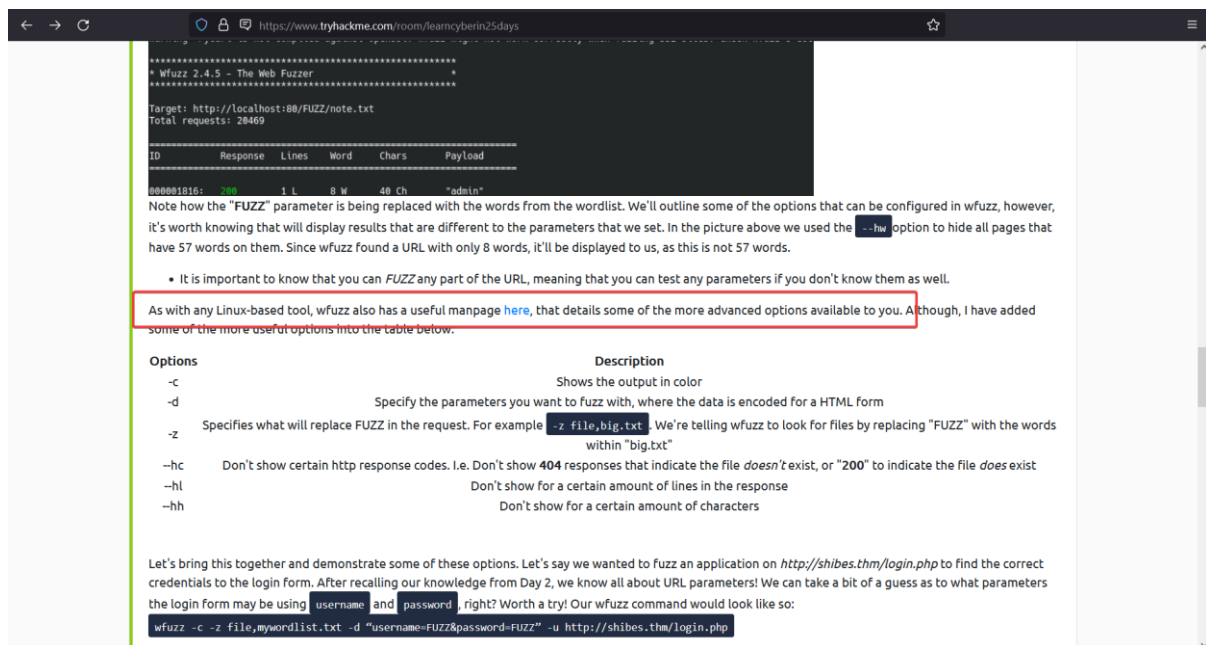 https://www.tryhackme.com/room/learncyberin25days
*********************************************************
* Wfuzz 2.4.5 - The Web Fuzzer *
*********************************************************
Target: http://localhost:80/FUZZ/note.txt
Total requests: 20469
===================================================================
ID Response Lines Word Chars Payload
===================================================================
000001816: 200 1 L 8 W 40 Ch "admin"
Note how the "FUZZ" parameter is being replaced with the words from the wordlist. We'll outline some of the options that can be configured in wfuzz, however,
it's worth knowing that will display results that are different to the parameters that we set. In the picture above we used the --hw option to hide all pages that
have 57 words on them. Since wfuzz found a URL with only 8 words, it'll be displayed to us, as this is not 57 words.
• It is important to know that you can FUZZ any part of the URL, meaning that you can test any parameters if you don't know them as well.
As with any Linux-based tool, wfuzz also has a useful manpage here, that details some of the more advanced options available to you. Although, I have added
some of the more useful options into the table below:
Options Description
-c Shows the output in color
-d Specify the parameters you want to fuzz with, where the data is encoded for a HTML form
-z Specifies what will replace FUZZ in the request. For example -z file,big.txt . We're telling wfuzz to look for files by replacing "FUZZ" with the words
within "big.txt"
--hc Don't show certain http response codes. I.e. Don't show 404 responses that indicate the file doesn't exist, or "200" to indicate the file does exist
--hl Don't show for a certain amount of lines in the response
--hh Don't show for a certain amount of characters
Let's bring this together and demonstrate some of these options. Let's say we wanted to fuzz an application on http://shibes.thm/login.php to find the correct
credentials to the login form. After recalling our knowledge from Day 2, we know all about URL parameters! We can take a bit of a guess as to what parameters
the login form may be using username and password , right? Worth a try! Our wfuzz command would look like so:
wfuzz -c -z file,mywordlist.txt -d “username=FUZZ&password=FUZZ” -u http://shibes.thm/login.php